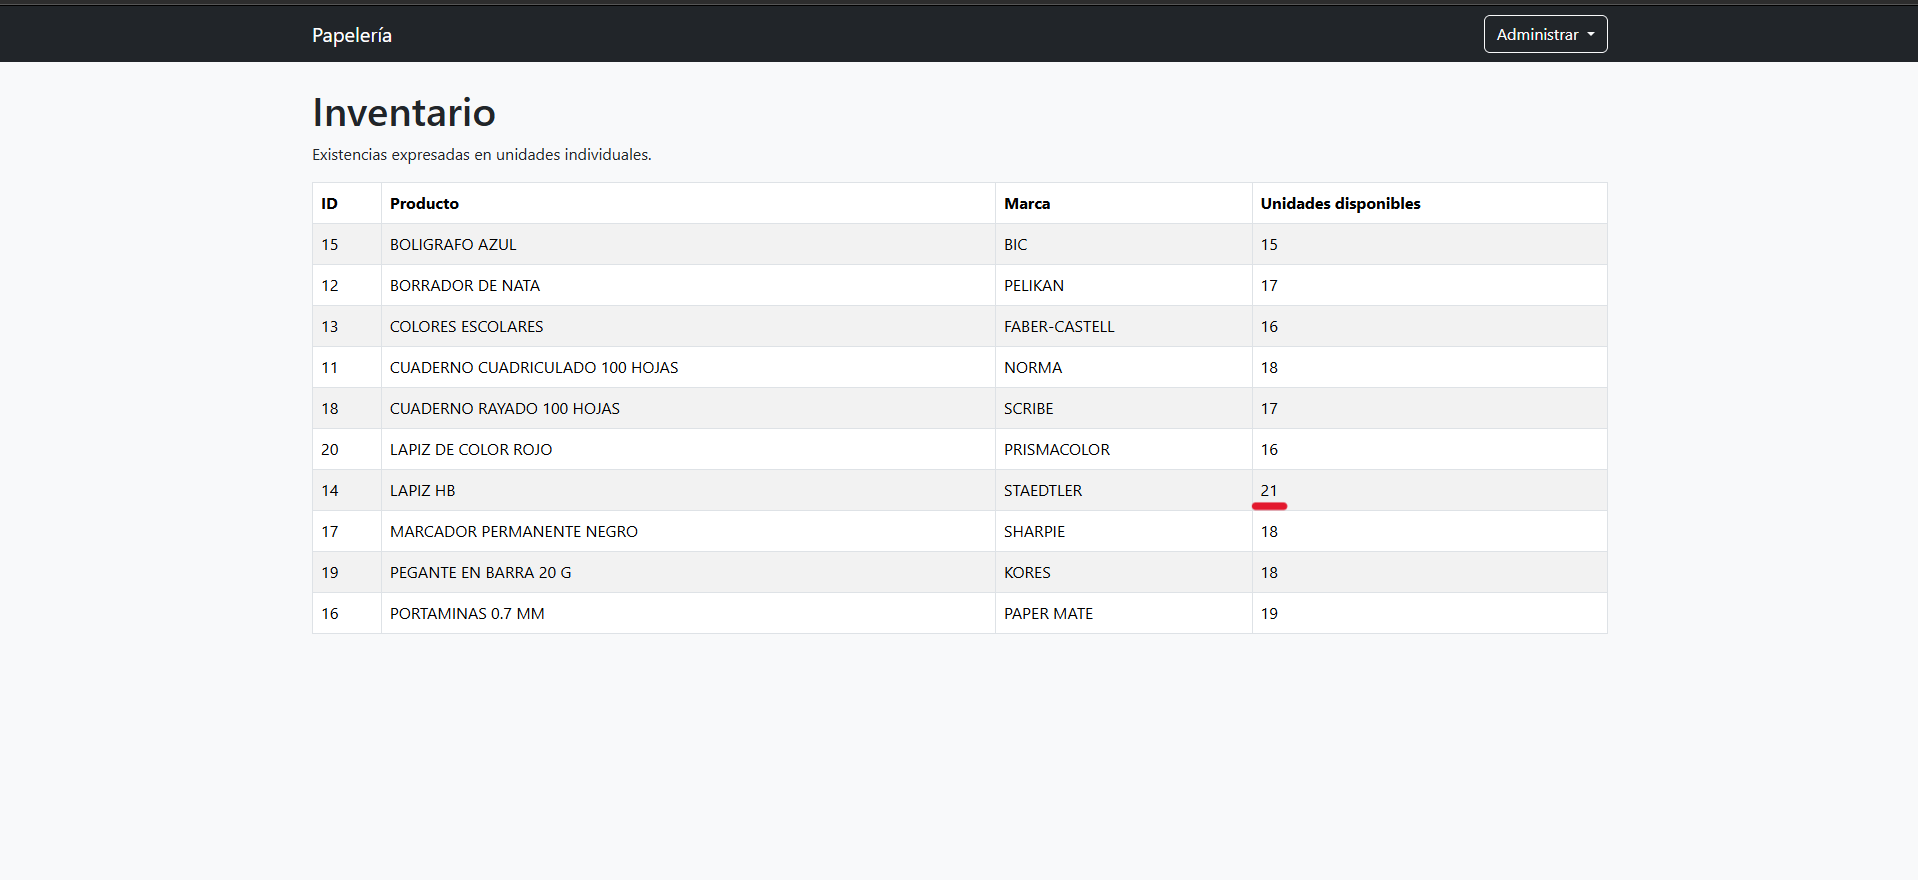 Papelería Administrar
Inventario
Existencias expresadas en unidades individuales.
ID Producto Marca Unidades disponibles
15 BOLIGRAFO AZUL BIC 15
12 BORRADOR DE NATA PELIKAN 17
13 COLORES ESCOLARES FABER-CASTELL 16
11 CUADERNO CUADRICULADO 100 HOJAS NORMA 18
18 CUADERNO RAYADO 100 HOJAS SCRIBE 17
20 LAPIZ DE COLOR ROJO PRISMACOLOR 16
14 LAPIZ HB STAEDTLER 21
17 MARCADOR PERMANENTE NEGRO SHARPIE 18
19 PEGANTE EN BARRA 20 G KORES 18
16 PORTAMINAS 0.7 MM PAPER MATE 19